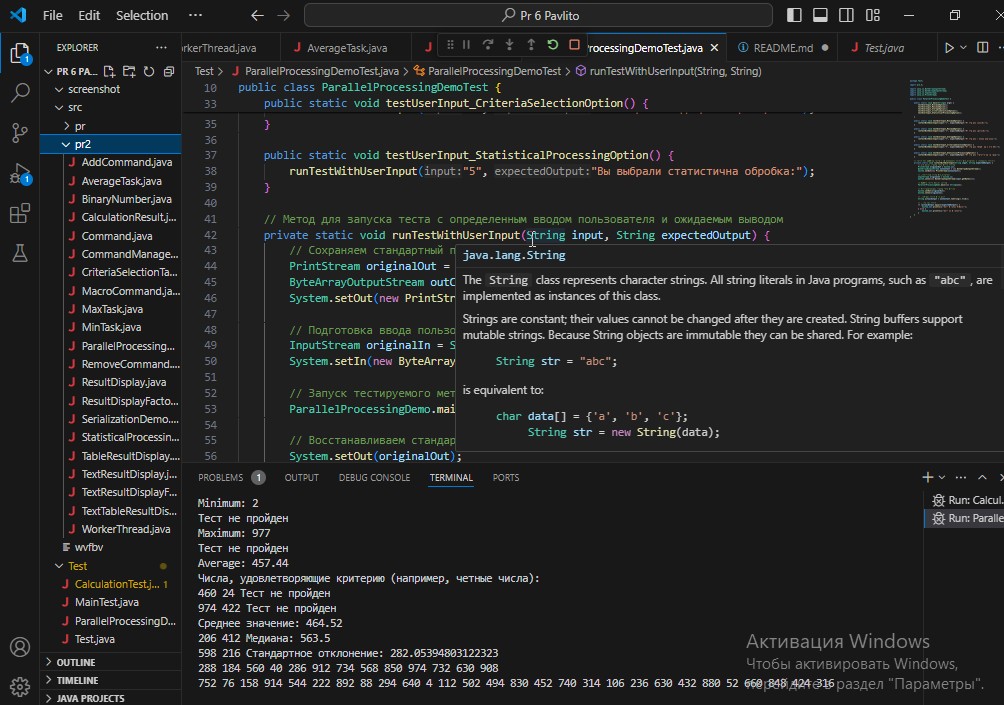 File Edit Selection ··· Pr 6 Pavlito
EXPLORER
rkerThread.java AverageTask.java rocessingDemoTest.java README.md Test.java
PR 6 PA...
Test > ParallelProcessingDemoTest.java > ParallelProcessingDemoTest > runTestWithUserInput(String, String)
screenshot
src
pr
pr2
AddCommand.java
AverageTask.java
BinaryNumber.java
CalculationResult.j...
Command.java
CommandManage...
CriteriaSelectionTa...
MacroCommand.ja...
MaxTask.java
MinTask.java
ParallelProcessing...
RemoveCommand....
ResultDisplay.java
ResultDisplayFacto...
SerializationDemo....
StatisticalProcessin...
TableResultDisplay....
TextResultDisplay.j...
TextResultDisplayF...
TextTableResultDis...
WorkerThread.java
wvfbv
Test
CalculationTest.j... 1
MainTest.java
ParallelProcessingD...
Test.java
OUTLINE
TIMELINE
JAVA PROJECTS
10 public class ParallelProcessingDemoTest {
33 public static void testUserInput_CriteriaSelectionOption() {
35 }
36
37 public static void testUserInput_StatisticalProcessingOption() {
38 runTestWithUserInput(input:"5", expectedOutput:"Вы выбрали статистична обробка:");
39 }
40
41 // Метод для запуска теста с определенным вводом пользователя и ожидаемым выводом
42 private static void runTestWithUserInput(String input, String expectedOutput) {
43 // Сохраняем стандартный п
44 PrintStream originalOut =
45 ByteArrayOutputStream outC
46 System.setOut(new PrintStr
47
48 // Подготовка ввода пользо
49 InputStream originalIn = S
50 System.setIn(new ByteArray
51
52 // Запуск тестируемого мет
53 ParallelProcessingDemo.mai
54
55 // Восстанавливаем стандар
56 System.setOut(originalOut);
java.lang.String
The String class represents character strings. All string literals in Java programs, such as "abc", are
implemented as instances of this class.
Strings are constant; their values cannot be changed after they are created. String buffers support
mutable strings. Because String objects are immutable they can be shared. For example:
String str = "abc";
is equivalent to:
char data[] = {'a', 'b', 'c'};
String str = new String(data);
PROBLEMS 1 OUTPUT DEBUG CONSOLE TERMINAL PORTS
Run: Calcul...
Run: Paralle
Minimum: 2
Тест не пройден
Maximum: 977
Тест не пройден
Average: 457.44
Числа, удовлетворяющие критерию (например, четные числа):
460 24 Тест не пройден
974 422 Тест не пройден
Среднее значение: 464.52
206 412 Медиана: 563.5
598 216 Стандартное отклонение: 282.05394803122323
288 184 560 40 286 912 734 568 850 974 732 630 908
752 76 158 914 544 222 892 88 294 640 4 112 502 494 830 452 740 314 106 236 630 432 880 52 660 848 424 316
Активация Windows
Чтобы активировать Windows,
перейдите в раздел "Параметры".